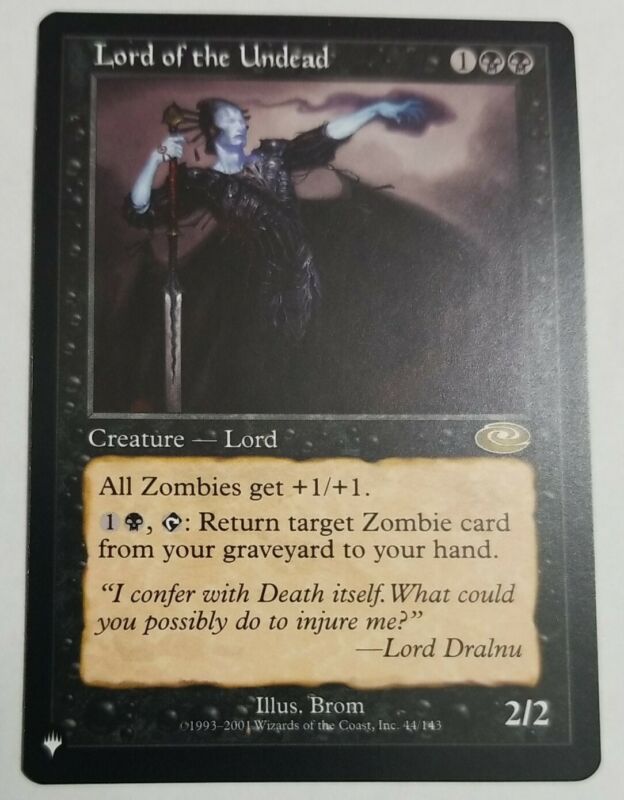 Lord of the Undead 1
Creature — Lord
All Zombies get +1/+1.
1, : Return target Zombie card
from your graveyard to your hand.
“I confer with Death itself. What could
you possibly do to injure me?”
—Lord Dralnu
Illus. Brom
©1993–2001 Wizards of the Coast, Inc. 44/143
2/2